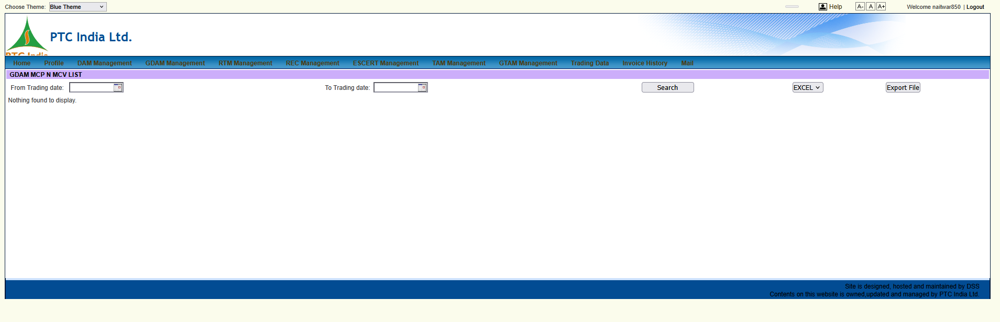 Choose Theme: Blue Theme Help A- A A+ Welcome naitwar850 | Logout
PTC India Ltd.
PTC India
Home Profile DAM Management GDAM Management RTM Management REC Management ESCERT Management TAM Management GTAM Management Trading Data Invoice History Mail
GDAM MCP N MCV LIST
From Trading date: To Trading date: Search EXCEL Export File
Nothing found to display.
Site is designed, hosted and maintained by DSS
Contents on this website is owned,updated and managed by PTC India Ltd.